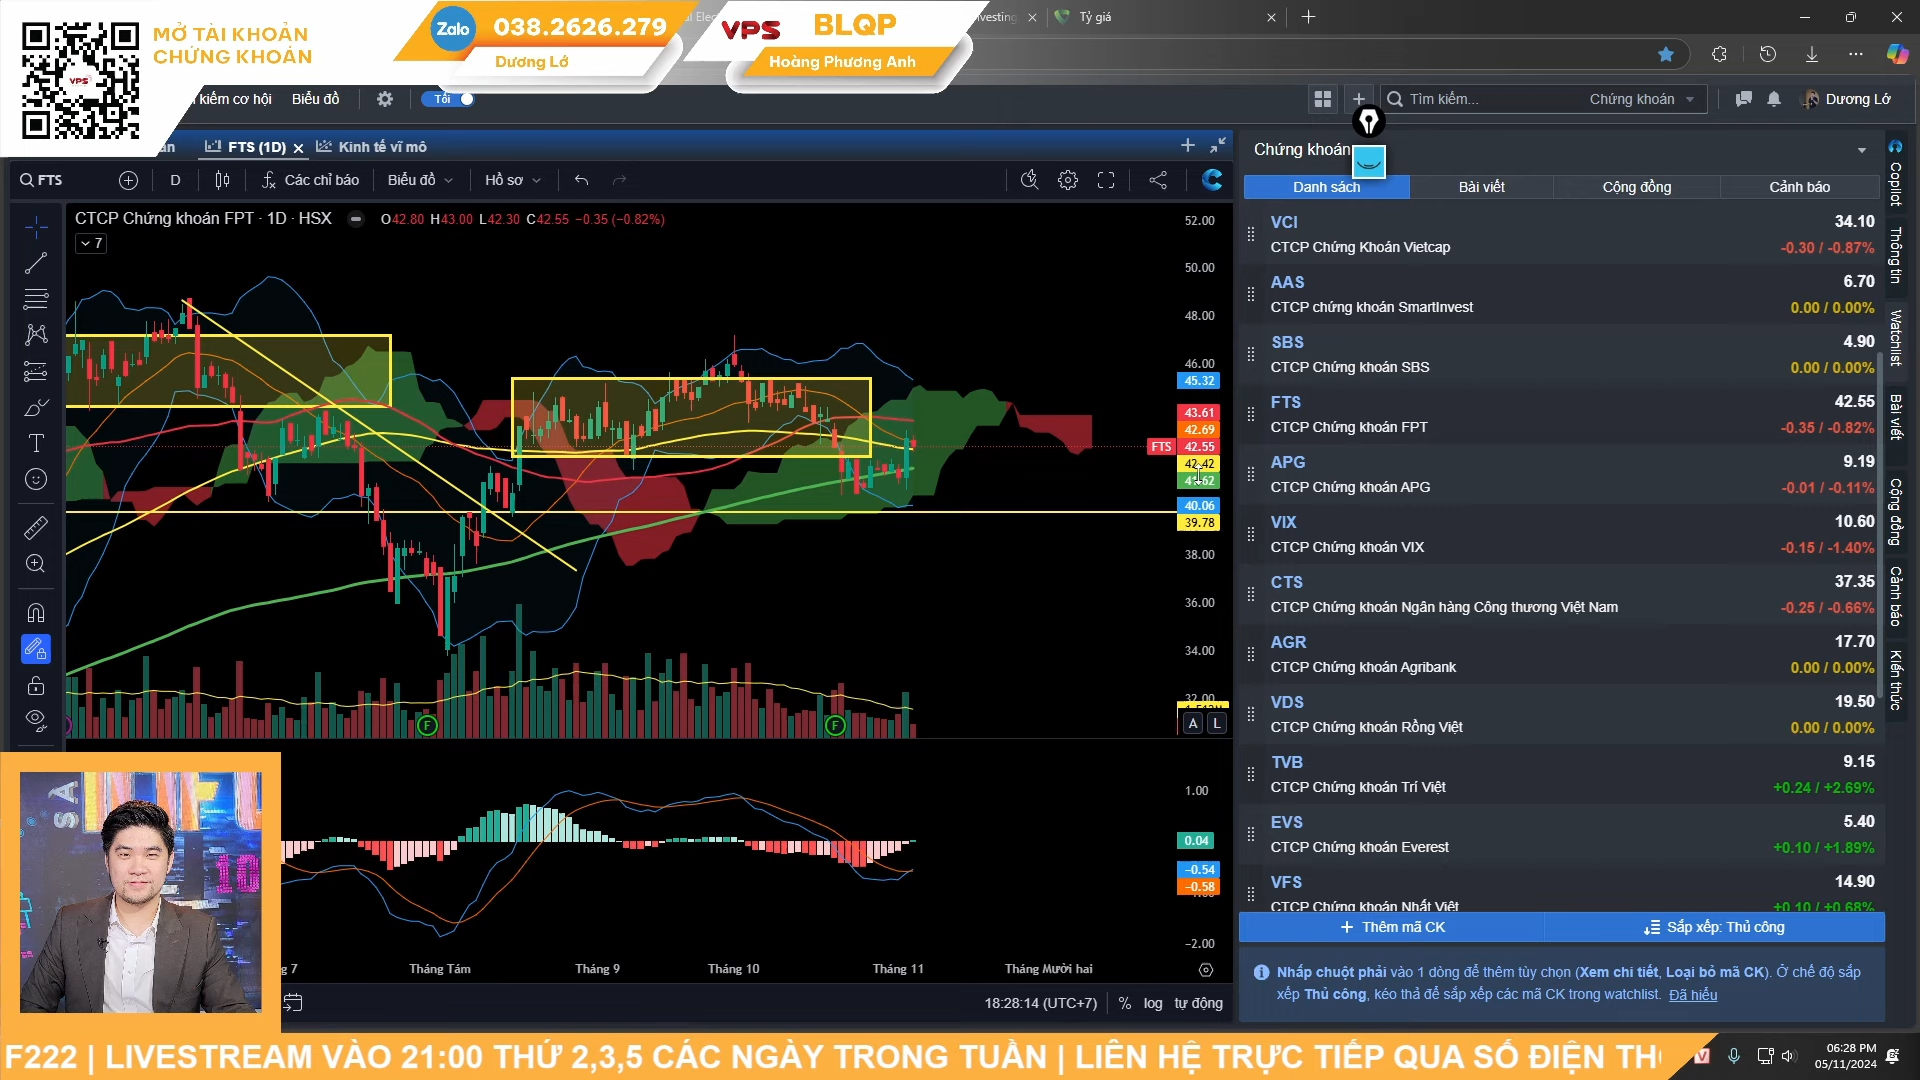 MỞ TÀI KHOẢN
CHỨNG KHOÁN
VPS
Zalo
038.2626.279
Dương Lớ
VPS
BLQP
Hoàng Phương Anh
Tỷ giá
kiếm cơ hội
Biểu đồ
Tối
Tìm kiếm...
Chứng khoán
Dương Lớ
FTS (1D)
Kinh tế vĩ mô
FTS
D
Các chỉ báo
Biểu đồ
Hồ sơ
CTCP Chứng khoán FPT · 1D · HSX
O42.80 H43.00 L42.30 C42.55 −0.35 (−0.82%)
7
52.00
50.00
48.00
46.00
45.32
43.61
42.69
FTS 42.55
42.42
41.62
40.06
39.78
38.00
36.00
34.00
32.00
A L
F
F
1.00
0.04
−0.54
−0.58
−2.00
Tháng Tám
Tháng 9
Tháng 10
Tháng 11
Tháng Mười hai
18:28:14 (UTC+7)
% log tự động
Chứng khoán
Danh sách
Bài viết
Cộng đồng
Cảnh báo
VCI 34.10
CTCP Chứng Khoán Vietcap -0.30 / -0.87%
AAS 6.70
CTCP chứng khoán SmartInvest 0.00 / 0.00%
SBS 4.90
CTCP Chứng khoán SBS 0.00 / 0.00%
FTS 42.55
CTCP Chứng khoán FPT -0.35 / -0.82%
APG 9.19
CTCP Chứng khoán APG -0.01 / -0.11%
VIX 10.60
CTCP Chứng khoán VIX -0.15 / -1.40%
CTS 37.35
CTCP Chứng khoán Ngân hàng Công thương Việt Nam -0.25 / -0.66%
AGR 17.70
CTCP Chứng khoán Agribank 0.00 / 0.00%
VDS 19.50
CTCP Chứng khoán Rồng Việt 0.00 / 0.00%
TVB 9.15
CTCP Chứng khoán Trí Việt +0.24 / +2.69%
EVS 5.40
CTCP Chứng khoán Everest +0.10 / +1.89%
VFS 14.90
CTCP Chứng khoán Nhất Việt +0.10 / +0.68%
Thêm mã CK
Sắp xếp: Thủ công
Nhấp chuột phải vào 1 dòng để thêm tùy chọn (Xem chi tiết, Loại bỏ mã CK). Ở chế độ sắp
xếp Thủ công, kéo thả để sắp xếp các mã CK trong watchlist. Đã hiểu
Copilot
Thông tin
Watchlist
Bài viết
Cộng đồng
Cảnh báo
Kiến thức
F222 | LIVESTREAM VÀO 21:00 THỨ 2,3,5 CÁC NGÀY TRONG TUẦN | LIÊN HỆ TRỰC TIẾP QUA SỐ ĐIỆN
06:28 PM
05/11/2024